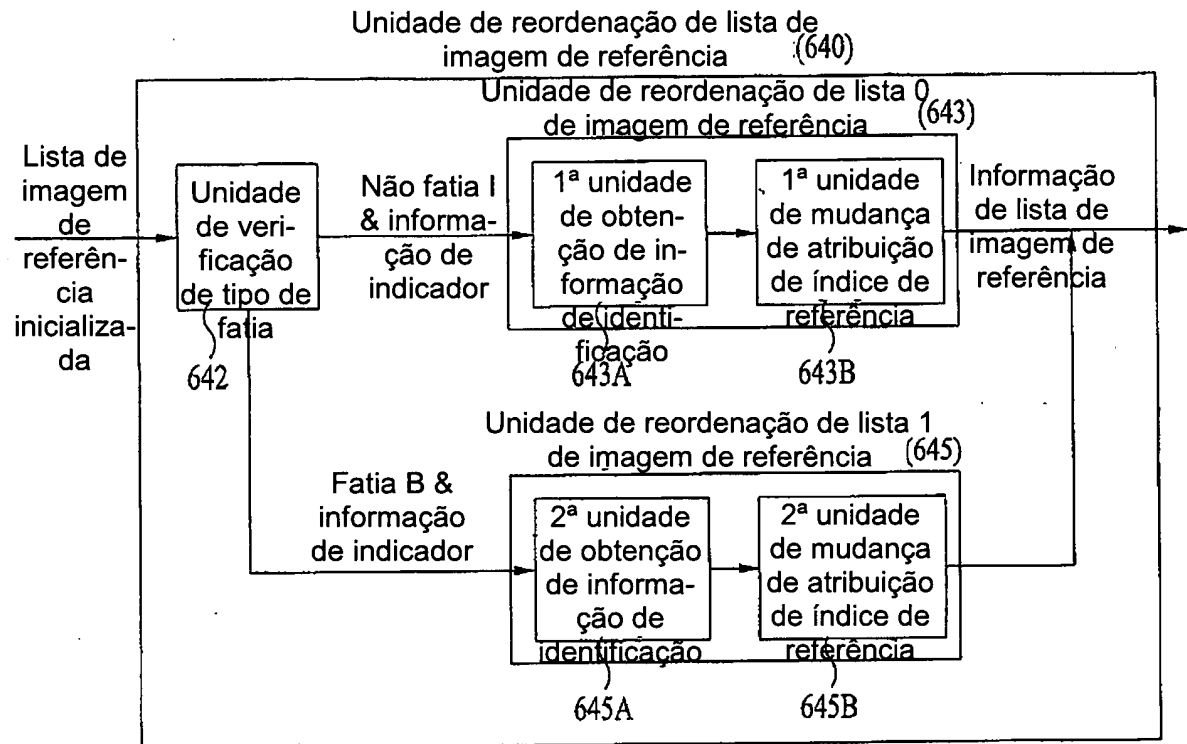 Unidade de reordenação de lista de
imagem de referência
(640)
Unidade de reordenação de lista 0
de imagem de referência
(643)
Lista de
imagem
de
referên-
cia
inicializa-
da
Unidade
de veri-
ficação
de tipo de
fatia
642
Não fatia I
& informa-
ção de
indicador
1ª unidade
de obten-
ção de in-
formação
de identi-
ficação
643A
1ª unidade
de mudança
de atribuição
de índice de
referência
643B
Informação
de lista de
imagem de
referência
Unidade de reordenação de lista 1
de imagem de referência
(645)
Fatia B &
informação
de indicador
2ª unidade
de obtenção
de informa-
ção de
identificação
645A
2ª unidade
de mudança
de atribuição
de índice de
referência
645B